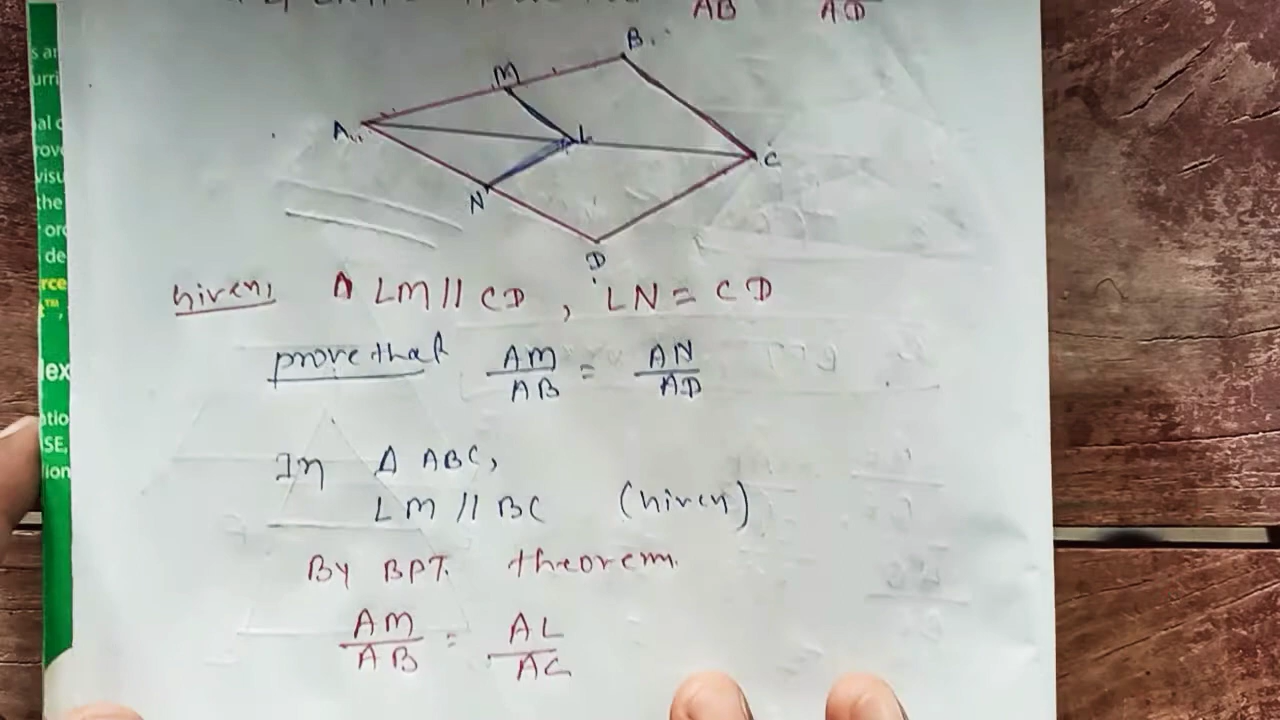 AB AD
B
M
A
L
C
N
D
Given, Δ LM // CD , LN = CD
prove that AM/AB = AN/AD
In Δ ABC,
LM // BC (Given)
By BPT. theorem
AM/AB = AL/AC